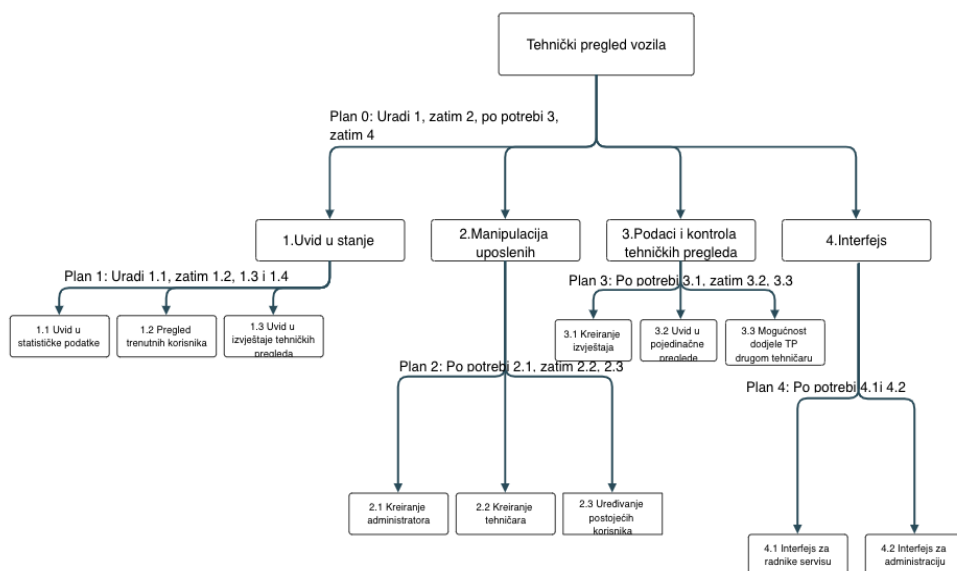 Tehnički pregled vozila
Plan 0: Uradi 1, zatim 2, po potrebi 3,
zatim 4
1.Uvid u stanje
2.Manipulacija
uposlenih
3.Podaci i kontrola
tehničkih pregleda
4.Interfejs
Plan 1: Uradi 1.1, zatim 1.2, 1.3 i 1.4
1.1 Uvid u
statističke podatke
1.2 Pregled
trenutnih korisnika
1.3 Uvid u
izvještaje tehničkih
pregleda
Plan 3: Po potrebi 3.1, zatim 3.2, 3.3
3.1 Kreiranje
izvještaja
3.2 Uvid u
pojedinačne
preglede
3.3 Mogućnost
dodjele TP
drugom tehničaru
Plan 2: Po potrebi 2.1, zatim 2.2, 2.3
2.1 Kreiranje
administratora
2.2 Kreiranje
tehničara
2.3 Uređivanje
postojećih
korisnika
Plan 4: Po potrebi 4.1i 4.2
4.1 Interfejs za
radnike servisu
4.2 Interfejs za
administraciju